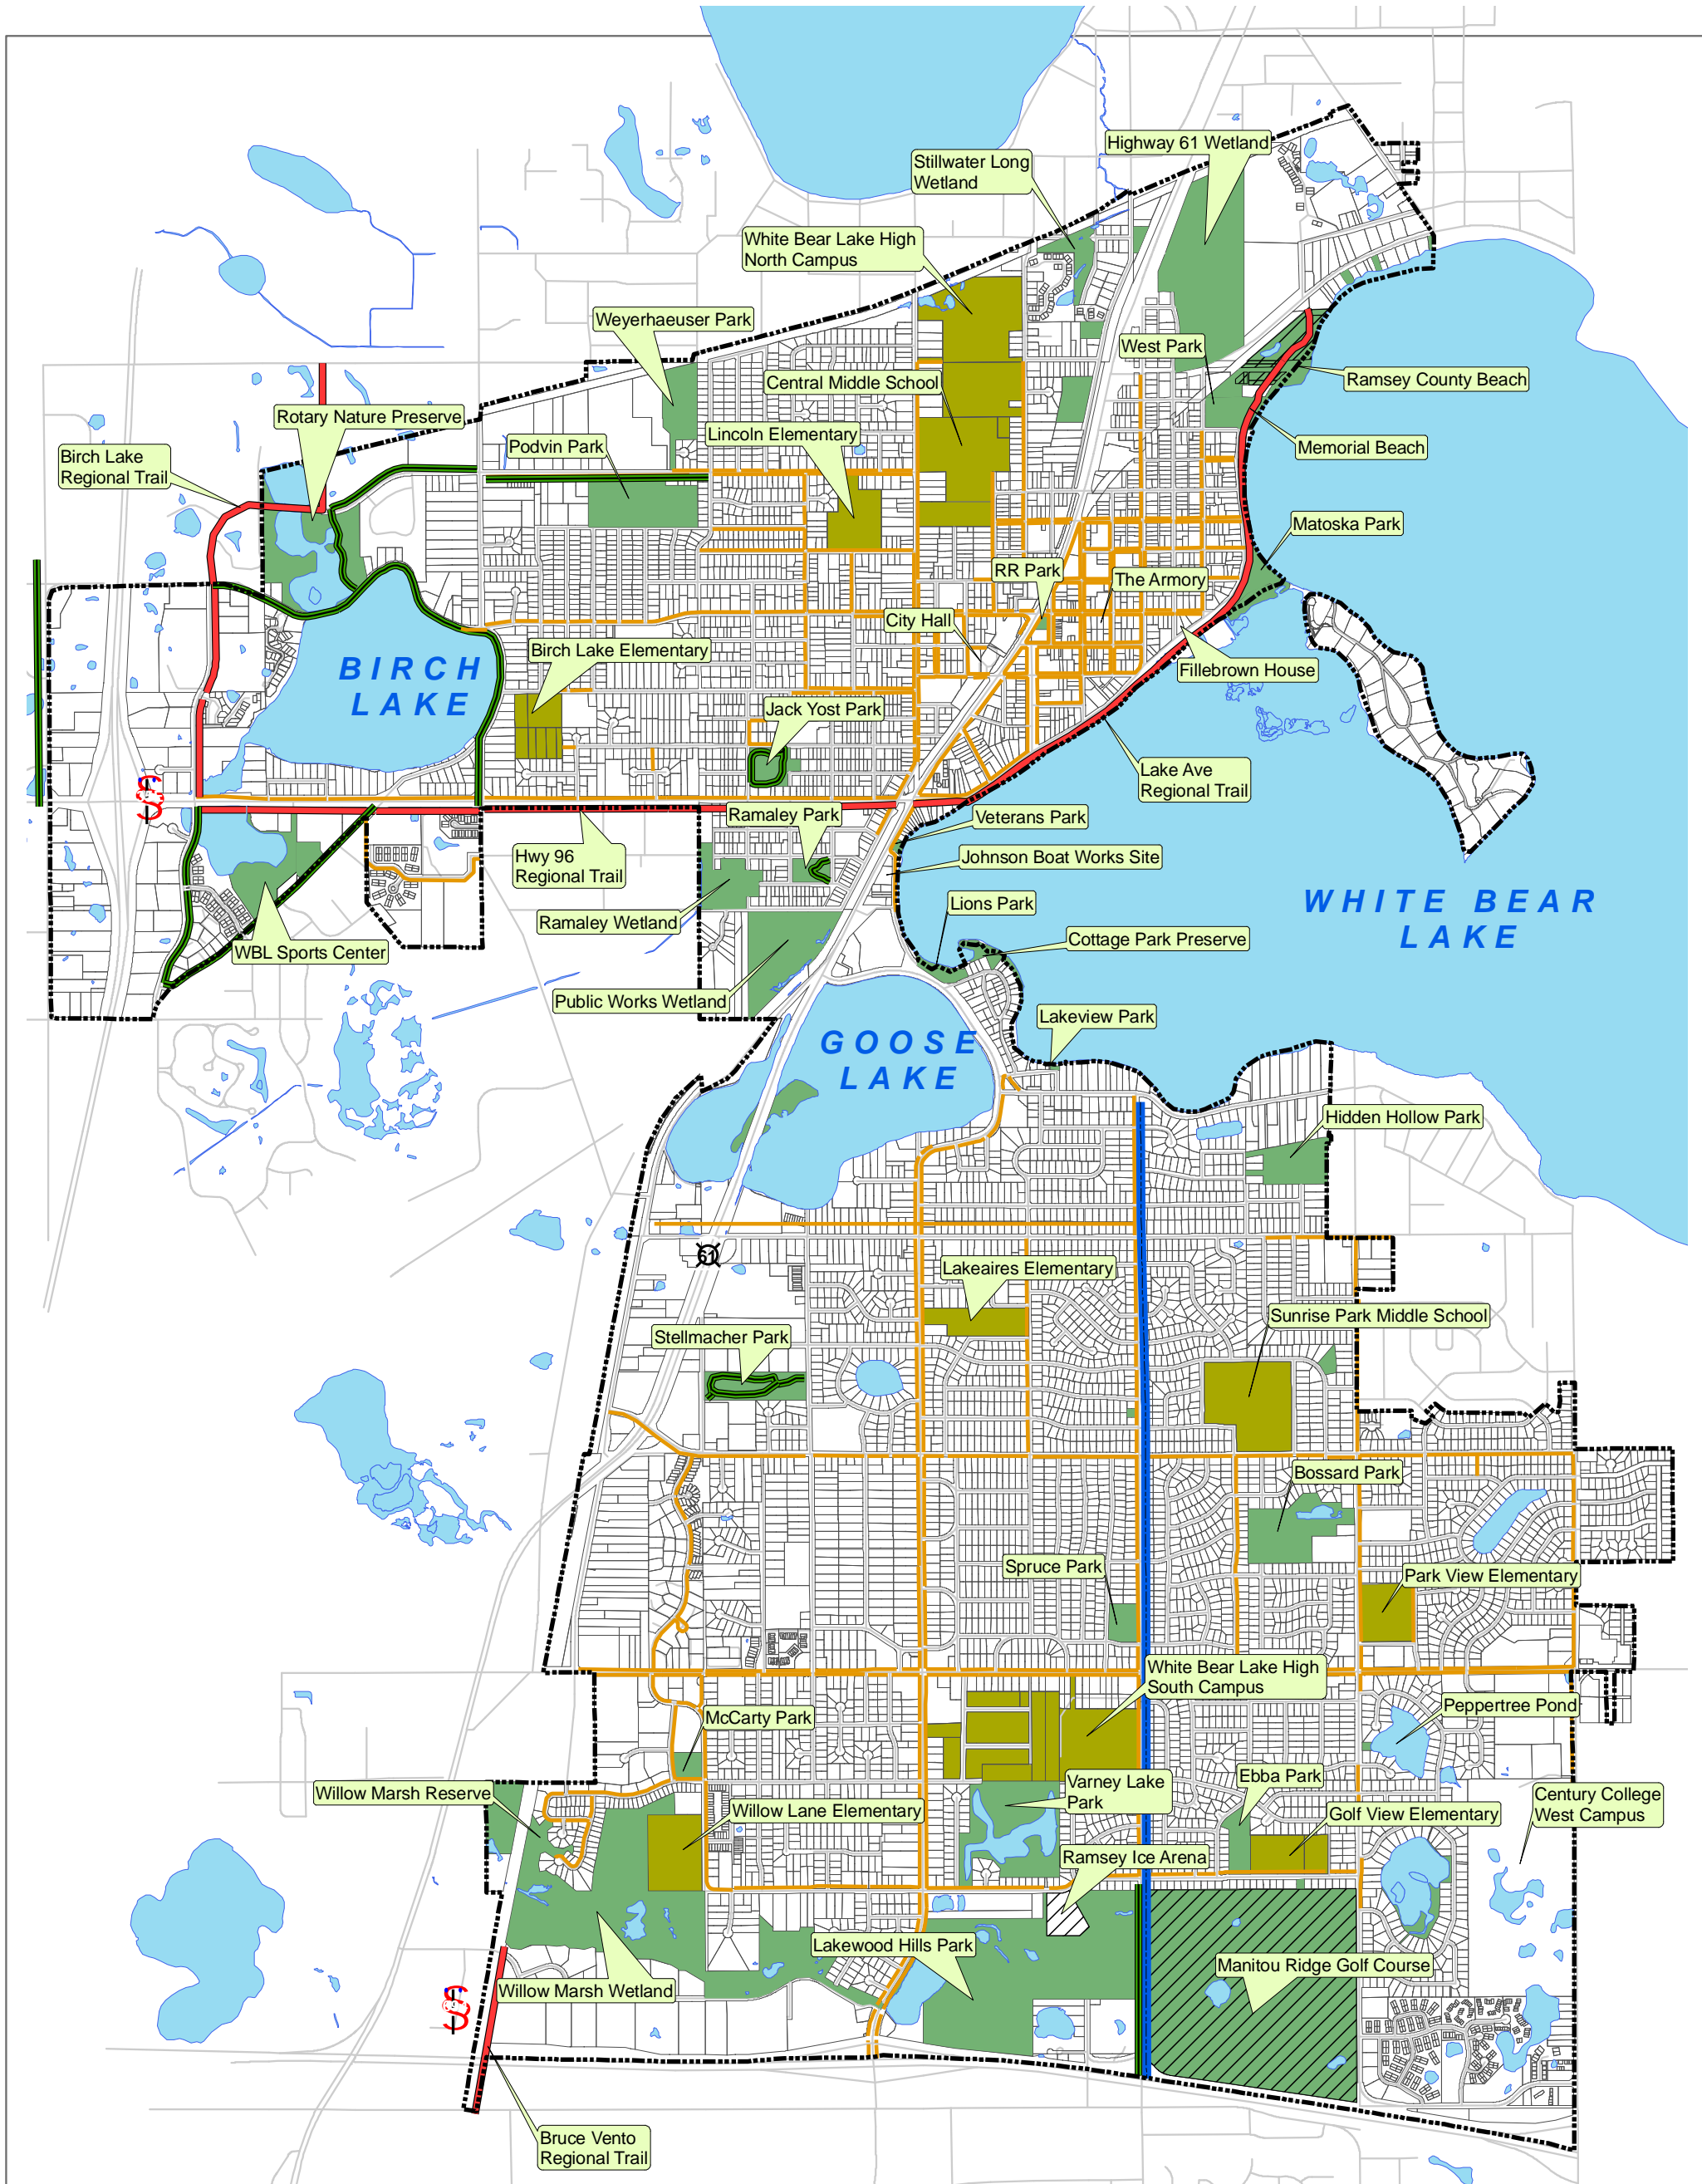 Highway 61 Wetland
Stillwater Long
Wetland
White Bear Lake High
North Campus
Weyerhaeuser Park
West Park
Central Middle School
Ramsey County Beach
Rotary Nature Preserve
Lincoln Elementary
Podvin Park
Memorial Beach
Birch Lake
Regional Trail
Matoska Park
RR Park
The Armory
City Hall
Birch Lake Elementary
BIRCH
LAKE
Fillebrown House
Jack Yost Park
Lake Ave
Regional Trail
Ramaley Park
Veterans Park
Hwy 96
Regional Trail
Johnson Boat Works Site
WHITE BEAR
LAKE
Lions Park
Ramaley Wetland
Cottage Park Preserve
WBL Sports Center
Public Works Wetland
Lakeview Park
GOOSE
LAKE
Hidden Hollow Park
61
Lakeaires Elementary
Sunrise Park Middle School
Stellmacher Park
Bossard Park
Spruce Park
Park View Elementary
White Bear Lake High
South Campus
Peppertree Pond
McCarty Park
Ebba Park
Varney Lake
Park
Willow Marsh Reserve
Century College
West Campus
Willow Lane Elementary
Golf View Elementary
Ramsey Ice Arena
Lakewood Hills Park
Manitou Ridge Golf Course
Willow Marsh Wetland
Bruce Vento
Regional Trail